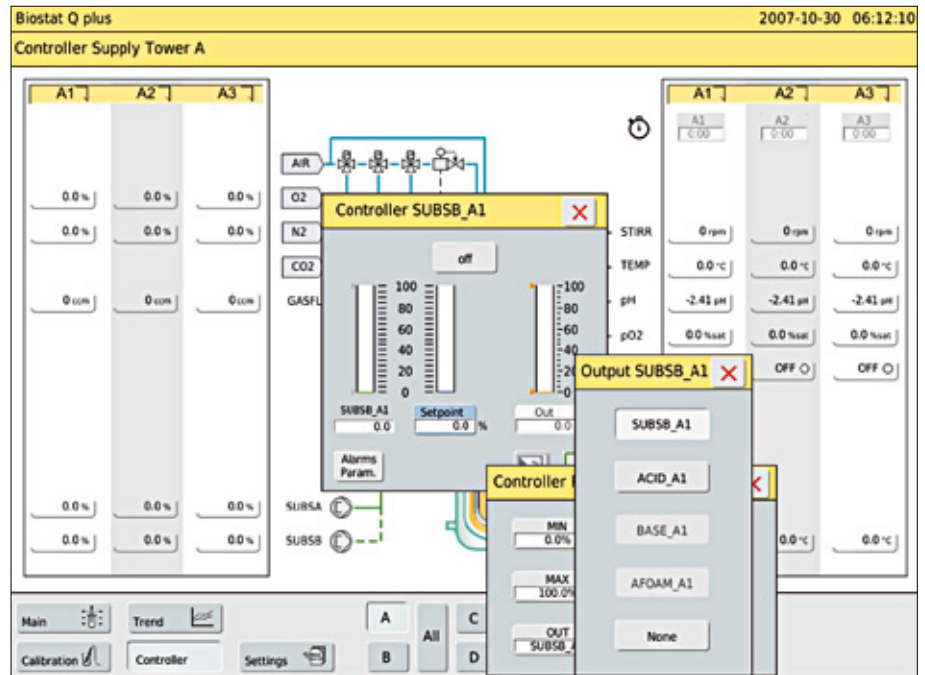 Biostat Q plus 2007-10-30 06:12:10
Controller Supply Tower A
A1 A2 A3
A1 A2 A3
A1 A2 A3
0:00 0:00 0:00
AIR
0.0 % 0.0 % 0.0 % O2
0.0 % 0.0 % 0.0 % N2
CO2
0 ccm 0 ccm 0 ccm GASFL
STIRR 0 rpm 0 rpm 0 rpm
TEMP 0.0 °C 0.0 °C 0.0 °C
pH -2.41 pH -2.41 pH -2.41 pH
pO2 0.0 %sat 0.0 %sat 0.0 %sat
OFF OFF
Controller SUBSB_A1
off
100 100
80 80
60 60
40 40
20 20
0 0
SUBSB_A1 Setpoint Out
0.0 0.0 % 0.0
Alarms
Param.
0.0 % 0.0 % 0.0 % SUBSA
0.0 % 0.0 % 0.0 % SUBSB
0.0 °C 0.0 °C
Controller
MIN
0.0%
MAX
100.0%
OUT
SUBSB_A
Output SUBSB_A1
SUBSB_A1
ACID_A1
BASE_A1
AFOAM_A1
None
Main Trend A All C
Calibration Controller Settings B D